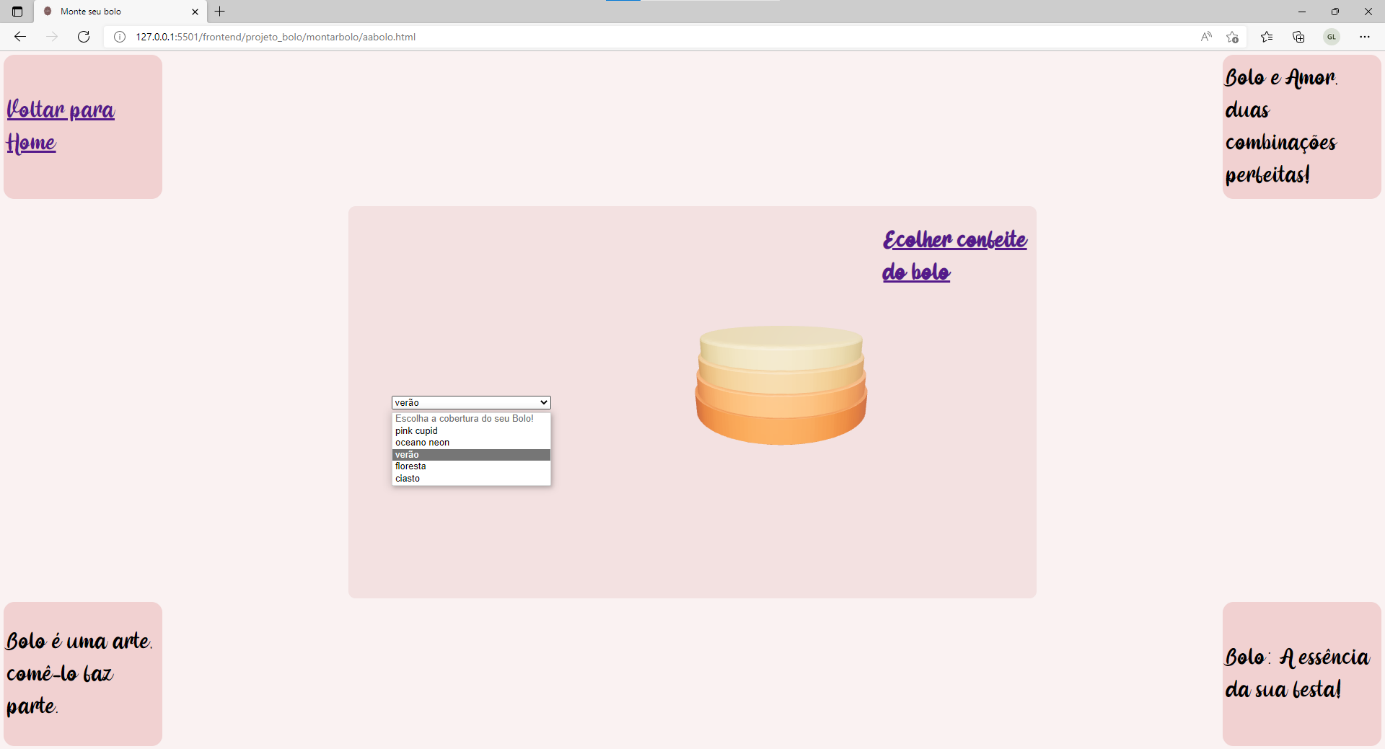 Monte seu bolo
127.0.0.1:5501/frontend/projeto_bolo/montarbolo/aabolo.html
GL
Voltar para
Home
Bolo e Amor:
duas
combinações
perfeitas!
Ecolher confeite
do bolo
verão
Escolha a cobertura do seu Bolo!
pink cupid
oceano neon
verão
floresta
ciasto
Bolo é uma arte,
comê-lo faz
parte.
Bolo: A essência
da sua festa!